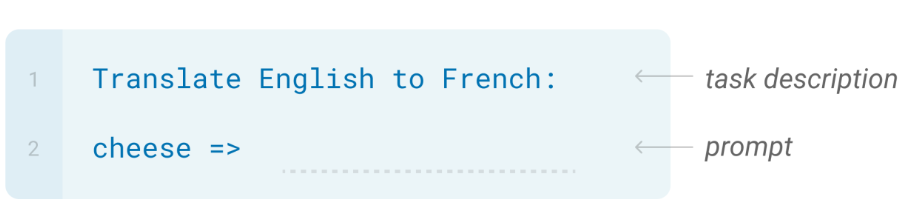 1 Translate English to French: task description
2 cheese => prompt